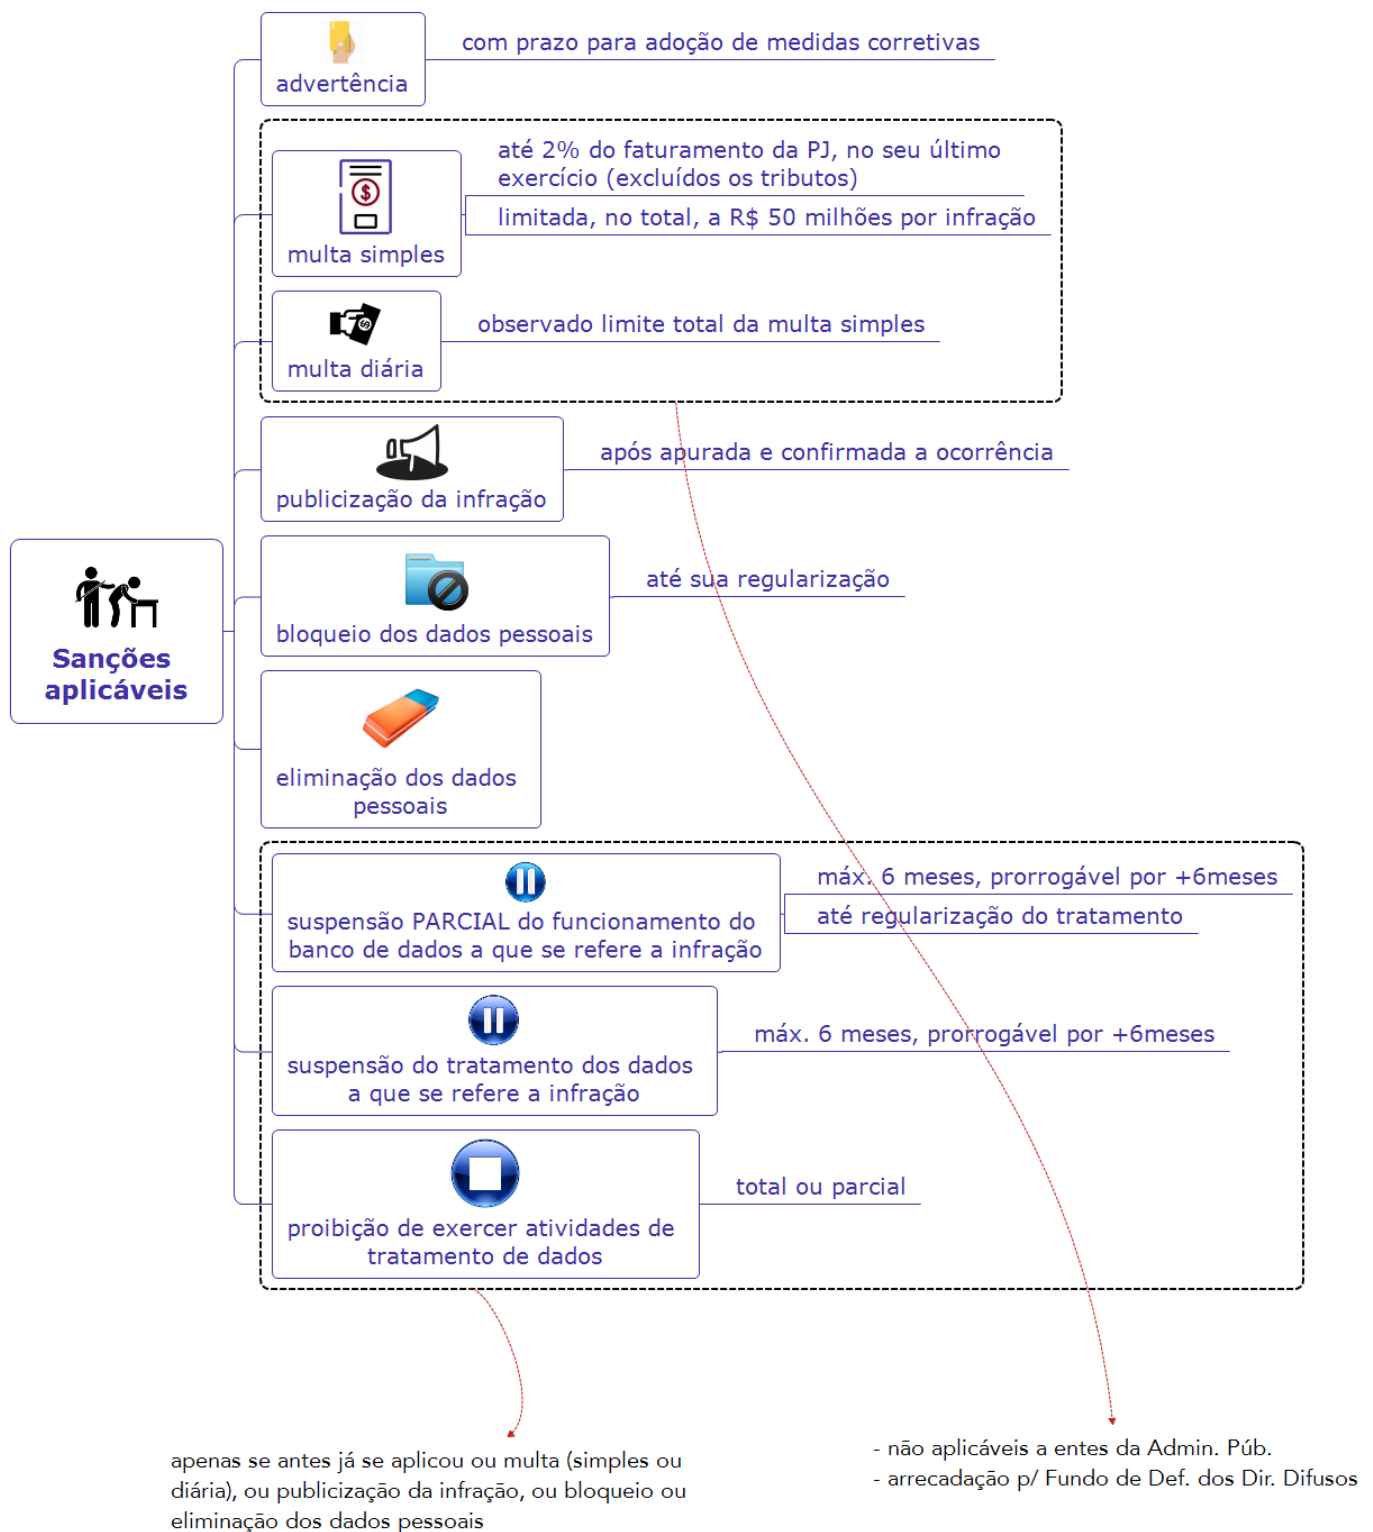 Sanções
aplicáveis
advertência
com prazo para adoção de medidas corretivas
multa simples
até 2% do faturamento da PJ, no seu último
exercício (excluídos os tributos)
limitada, no total, a R$ 50 milhões por infração
multa diária
observado limite total da multa simples
publicização da infração
após apurada e confirmada a ocorrência
bloqueio dos dados pessoais
até sua regularização
eliminação dos dados
pessoais
suspensão PARCIAL do funcionamento do
banco de dados a que se refere a infração
máx. 6 meses, prorrogável por +6meses
até regularização do tratamento
suspensão do tratamento dos dados
a que se refere a infração
máx. 6 meses, prorrogável por +6meses
proibição de exercer atividades de
tratamento de dados
total ou parcial
apenas se antes já se aplicou ou multa (simples ou
diária), ou publicização da infração, ou bloqueio ou
eliminação dos dados pessoais
- não aplicáveis a entes da Admin. Púb.
- arrecadação p/ Fundo de Def. dos Dir. Difusos